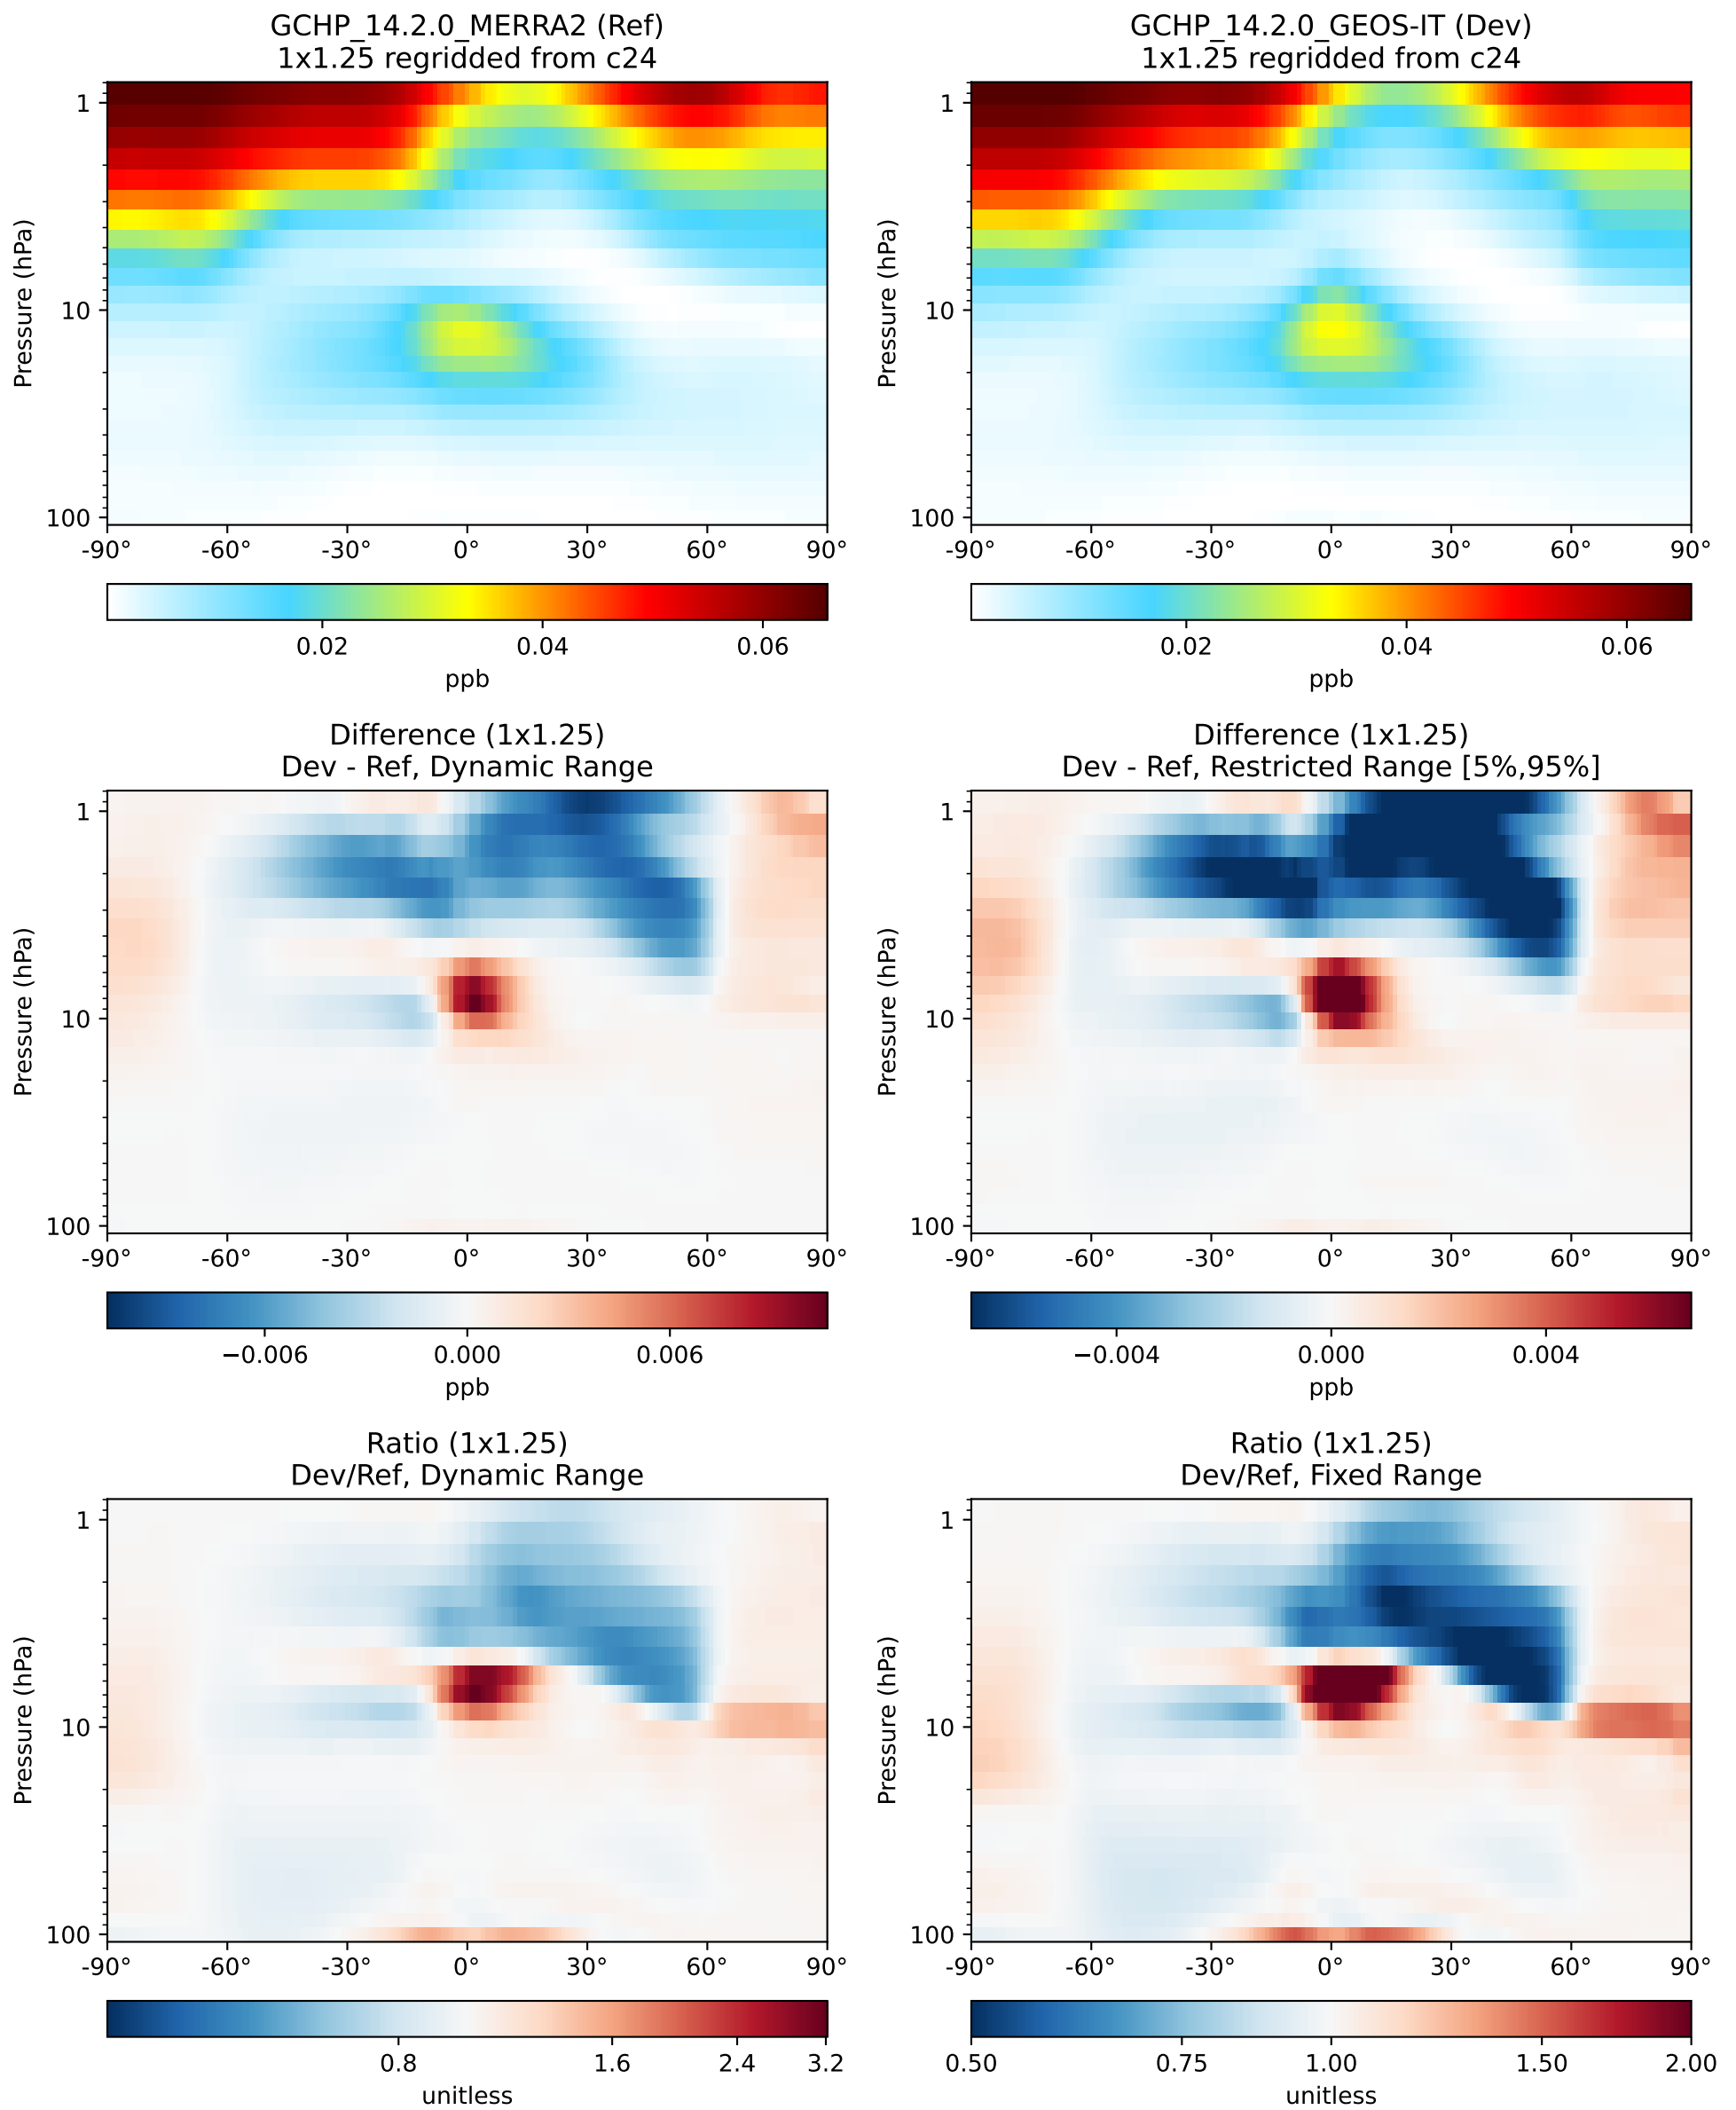 GCHP_14.2.0_MERRA2 (Ref)
1x1.25 regridded from c24
GCHP_14.2.0_GEOS-IT (Dev)
1x1.25 regridded from c24
Pressure (hPa)
1
10
100
-90° -60° -30° 0° 30° 60° 90°
0.02 0.04 0.06
ppb
Pressure (hPa)
1
10
100
-90° -60° -30° 0° 30° 60° 90°
0.02 0.04 0.06
ppb
Difference (1x1.25)
Dev - Ref, Dynamic Range
Difference (1x1.25)
Dev - Ref, Restricted Range [5%,95%]
Pressure (hPa)
1
10
100
-90° -60° -30° 0° 30° 60° 90°
−0.006 0.000 0.006
ppb
Pressure (hPa)
1
10
100
-90° -60° -30° 0° 30° 60° 90°
−0.004 0.000 0.004
ppb
Ratio (1x1.25)
Dev/Ref, Dynamic Range
Ratio (1x1.25)
Dev/Ref, Fixed Range
Pressure (hPa)
1
10
100
-90° -60° -30° 0° 30° 60° 90°
0.8 1.6 2.4 3.2
unitless
Pressure (hPa)
1
10
100
-90° -60° -30° 0° 30° 60° 90°
0.50 0.75 1.00 1.50 2.00
unitless